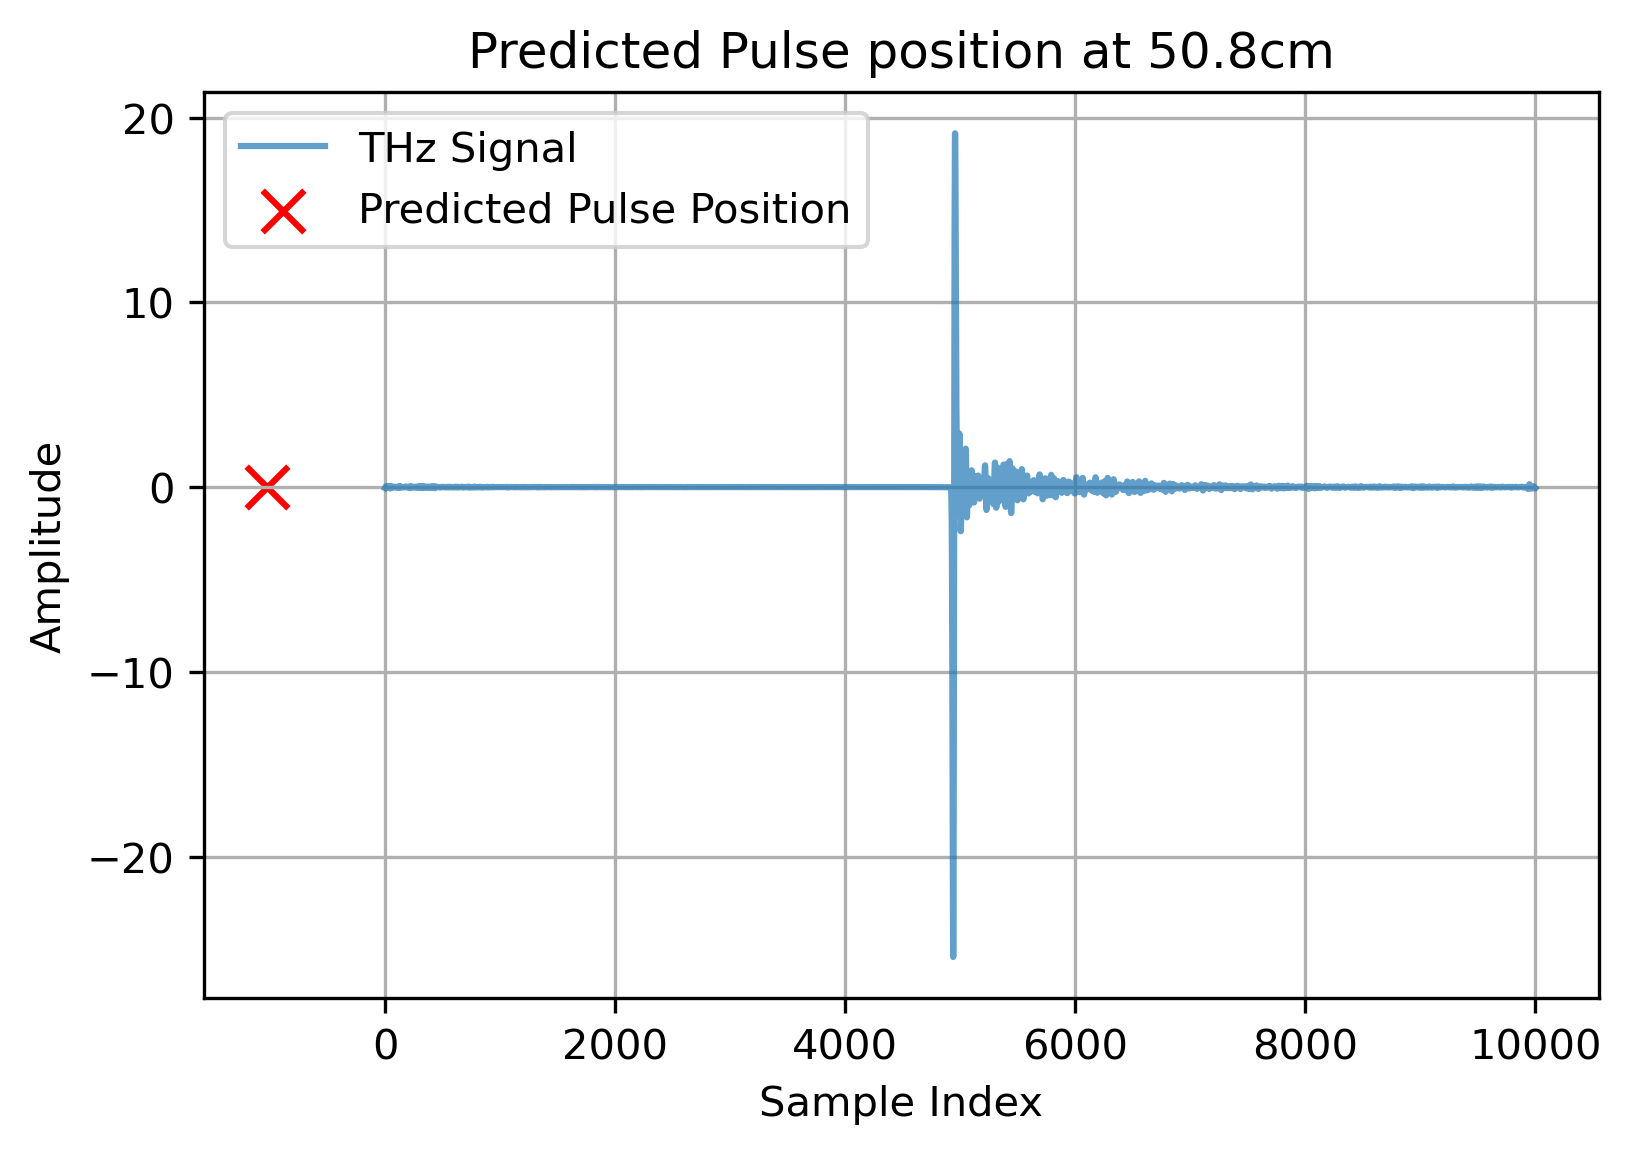 Predicted Pulse position at 50.8cm
THz Signal
Predicted Pulse Position
20
10
0
−10
−20
Amplitude
0 2000 4000 6000 8000 10000
Sample Index